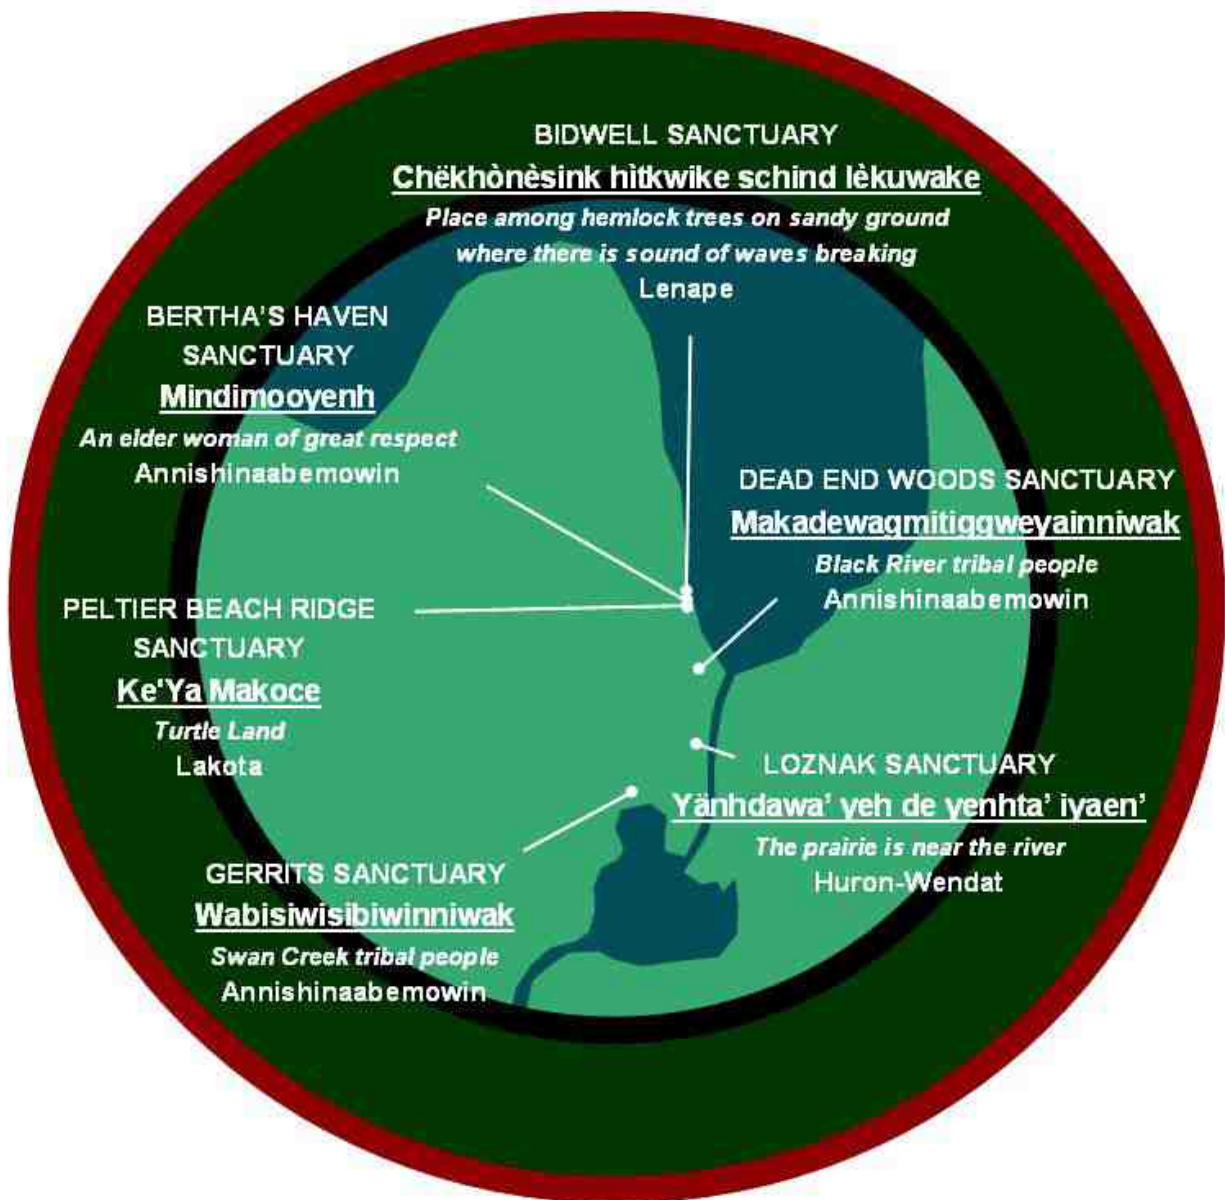 BIDWELL SANCTUARY
Chëkhònèsink hìtkwike schind lèkuwake
Place among hemlock trees on sandy ground
where there is sound of waves breaking
Lenape
BERTHA'S HAVEN
SANCTUARY
Mindimooyenh
An elder woman of great respect
Annishinaabemowin
DEAD END WOODS SANCTUARY
Makadewagmitiggweyainniwak
Black River tribal people
Annishinaabemowin
PELTIER BEACH RIDGE
SANCTUARY
Ke'Ya Makoce
Turtle Land
Lakota
LOZNAK SANCTUARY
Yänhdawa’ yeh de yenhta’ iyaen’
The prairie is near the river
Huron-Wendat
GERRITS SANCTUARY
Wabisiwisibiwinniwak
Swan Creek tribal people
Annishinaabemowin